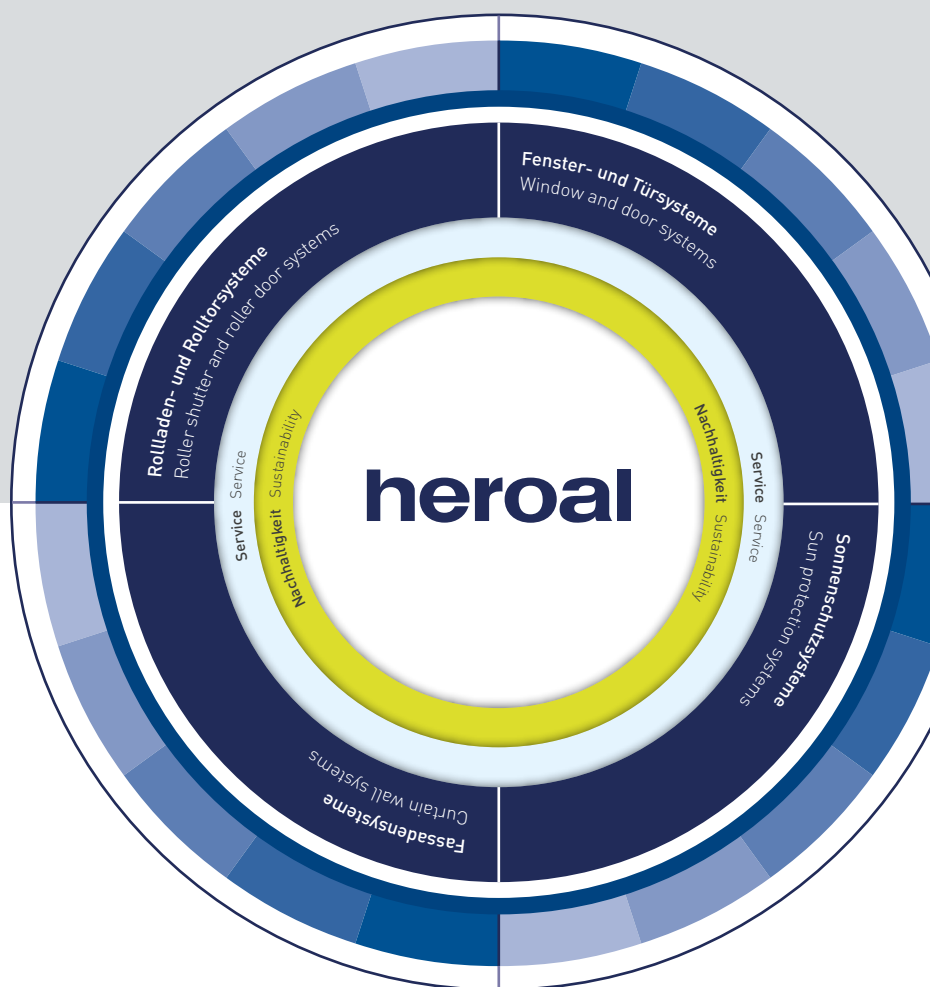 Fenster- und Türsysteme
Window and door systems
Rollladen- und Rolltorsysteme
Roller shutter and roller door systems
Service Service
Nachhaltigkeit Sustainability
heroal
Nachhaltigkeit Sustainability
Service Service
Sonnenschutzsysteme
Sun protection systems
Fassadensysteme
Curtain wall systems